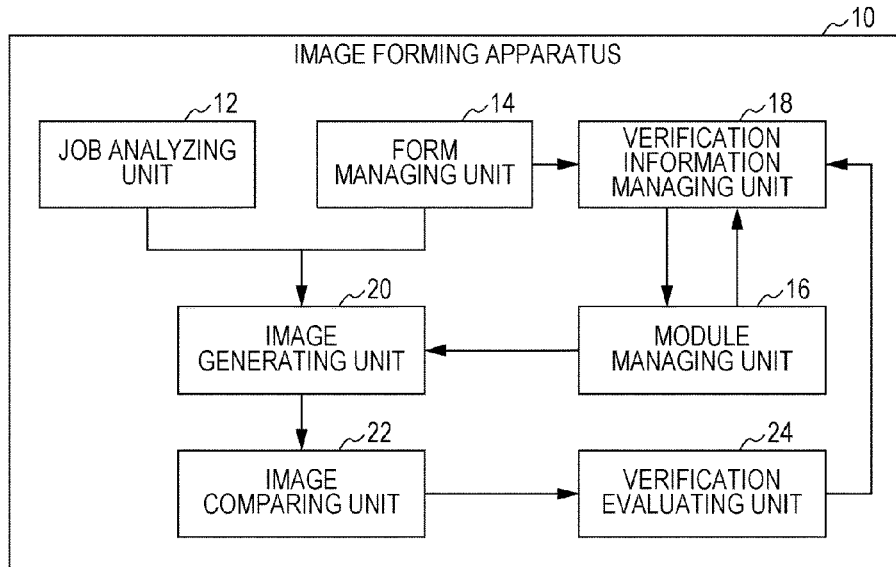 10
IMAGE FORMING APPARATUS
12
JOB ANALYZING
UNIT
14
FORM
MANAGING UNIT
18
VERIFICATION
INFORMATION
MANAGING UNIT
20
IMAGE
GENERATING UNIT
16
MODULE
MANAGING UNIT
22
IMAGE
COMPARING UNIT
24
VERIFICATION
EVALUATING UNIT